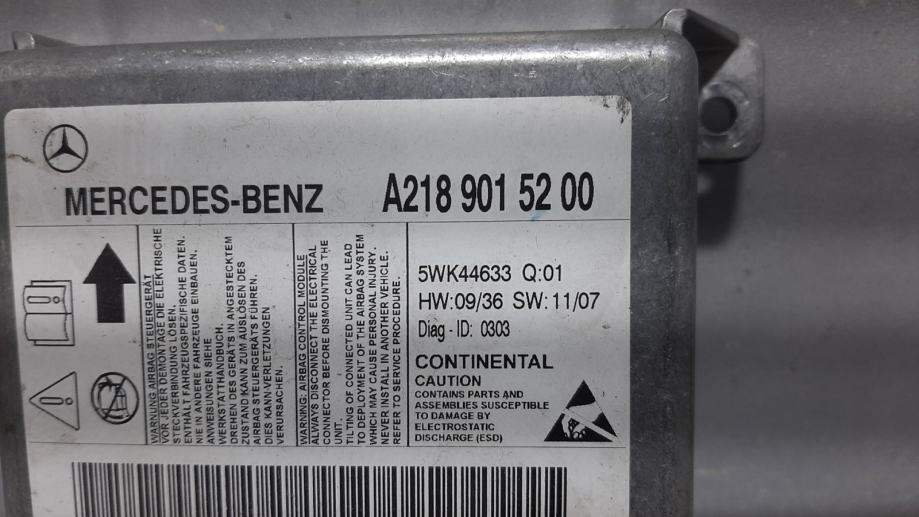 MERCEDES-BENZ A218 901 52 00
WARNUNG AIRBAG STEUERGERÄT
VOR JEDER DEMONTAGE DIE ELEKTRISCHE
STECKVERBINDUNG LÖSEN.
ENTHÄLT FAHRZEUGSPEZIFISCHE DATEN.
NIE IN ANDERE FAHRZEUGE EINBAUEN.
ANWEISUNGEN SIEHE
WERKSTATTHANDBUCH.
DREHEN DES GERÄTS IN ANGESTECKTEM
ZUSTAND KANN ZUM AUSLÖSEN DES
AIRBAG STEUERGERÄTS FÜHREN.
DIES KANN VERLETZUNGEN
VERURSACHEN.
WARNING: AIRBAG CONTROL MODULE
ALWAYS DISCONNECT THE ELECTRICAL
CONNECTOR BEFORE DISMOUNTING THE
UNIT.
TILTING OF CONNECTED UNIT CAN LEAD
TO DEPLOYMENT OF THE AIRBAG SYSTEM
WHICH MAY CAUSE PERSONAL INJURY.
NEVER INSTALL IN ANOTHER VEHICLE.
REFER TO SERVICE PROCEDURE.
5WK44633 Q:01
HW:09/36 SW:11/07
Diag - ID: 0303
CONTINENTAL
CAUTION
CONTAINS PARTS AND
ASSEMBLIES SUSCEPTIBLE
TO DAMAGE BY
ELECTROSTATIC
DISCHARGE (ESD)